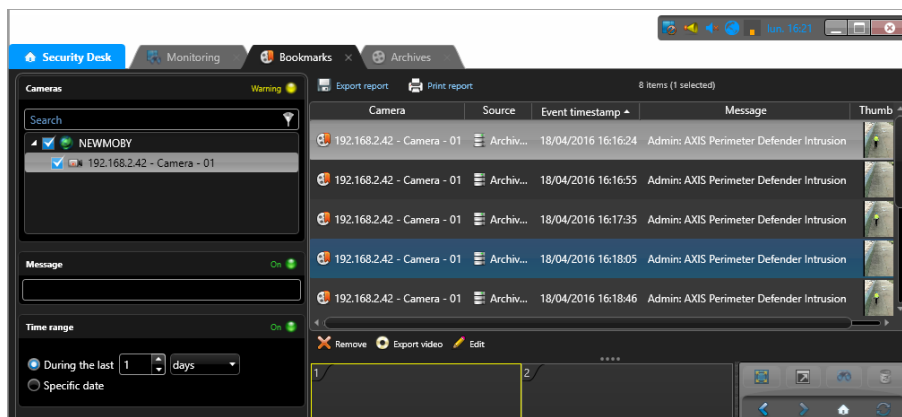 lun. 16:21
Security Desk
Monitoring
Bookmarks
Archives
Cameras
Warning
Search
NEWMOBY
192.168.2.42 - Camera - 01
Message
On
Time range
On
During the last 1 days
Specific date
Export report
Print report
8 items (1 selected)
Camera Source Event timestamp Message Thumb
192.168.2.42 - Camera - 01 Archiv... 18/04/2016 16:16:24 Admin: AXIS Perimeter Defender Intrusion
192.168.2.42 - Camera - 01 Archiv... 18/04/2016 16:16:55 Admin: AXIS Perimeter Defender Intrusion
192.168.2.42 - Camera - 01 Archiv... 18/04/2016 16:17:35 Admin: AXIS Perimeter Defender Intrusion
192.168.2.42 - Camera - 01 Archiv... 18/04/2016 16:18:05 Admin: AXIS Perimeter Defender Intrusion
192.168.2.42 - Camera - 01 Archiv... 18/04/2016 16:18:46 Admin: AXIS Perimeter Defender Intrusion
Remove
Export video
Edit
1
2